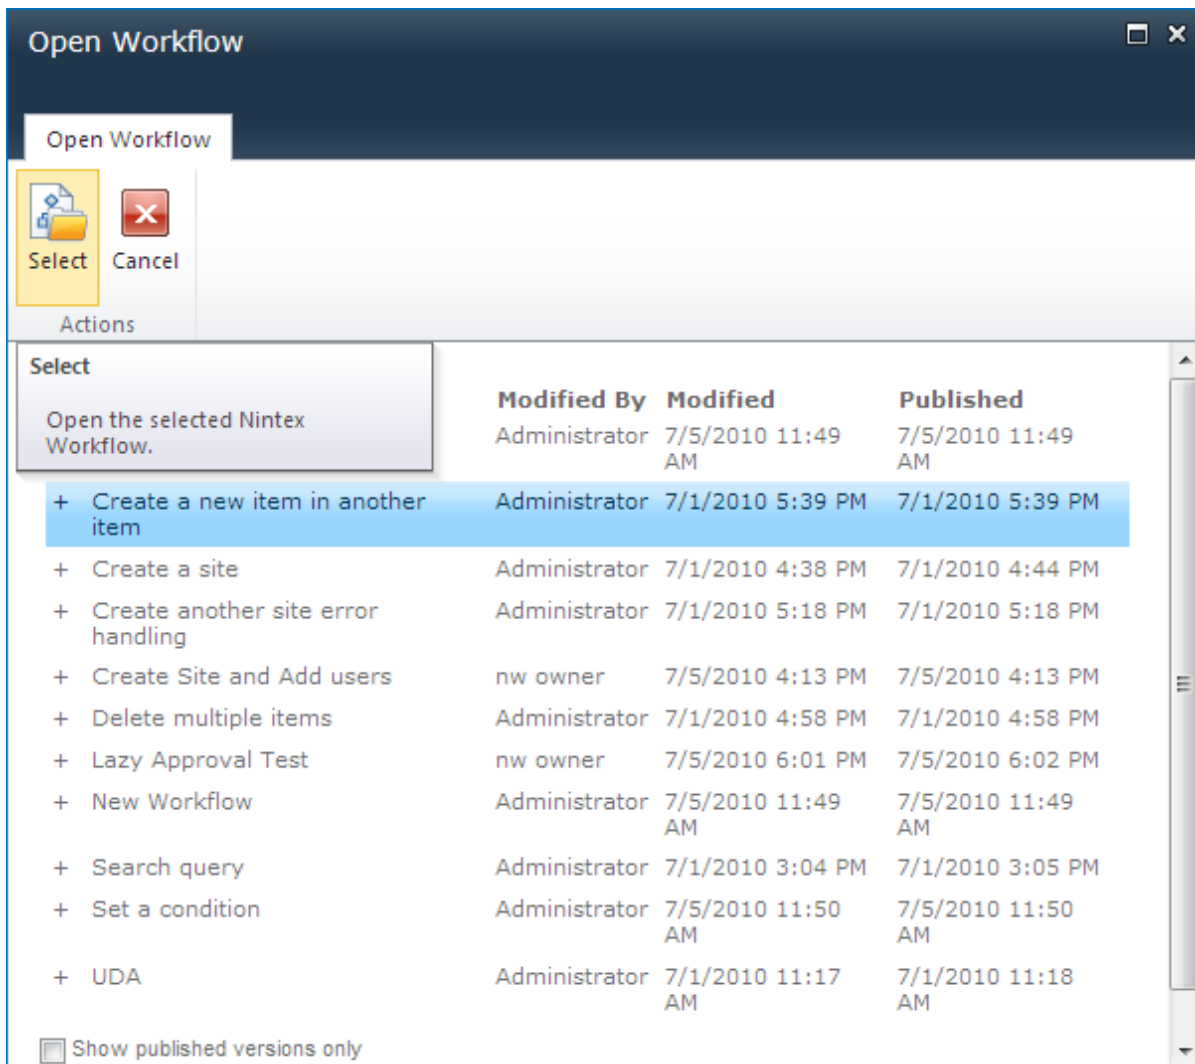 Open Workflow
Open Workflow
Select Cancel
Actions
Select
Open the selected Nintex
Workflow.
Modified By Modified Published
Administrator 7/5/2010 11:49 7/5/2010 11:49
AM AM
+ Create a new item in another Administrator 7/1/2010 5:39 PM 7/1/2010 5:39 PM
item
+ Create a site Administrator 7/1/2010 4:38 PM 7/1/2010 4:44 PM
+ Create another site error Administrator 7/1/2010 5:18 PM 7/1/2010 5:18 PM
handling
+ Create Site and Add users nw owner 7/5/2010 4:13 PM 7/5/2010 4:13 PM
+ Delete multiple items Administrator 7/1/2010 4:58 PM 7/1/2010 4:58 PM
+ Lazy Approval Test nw owner 7/5/2010 6:01 PM 7/5/2010 6:02 PM
+ New Workflow Administrator 7/5/2010 11:49 7/5/2010 11:49
AM AM
+ Search query Administrator 7/1/2010 3:04 PM 7/1/2010 3:05 PM
+ Set a condition Administrator 7/5/2010 11:50 7/5/2010 11:50
AM AM
+ UDA Administrator 7/1/2010 11:17 7/1/2010 11:18
AM AM
Show published versions only